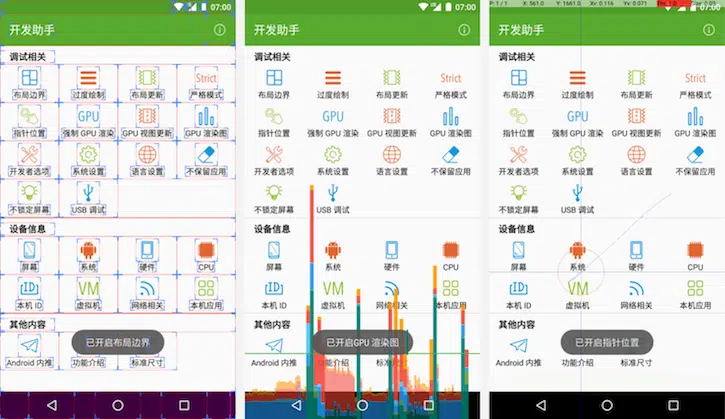 07:00
开发助手
调试相关
布局边界 过度绘制 布局更新 严格模式
Strict
指针位置 强制 GPU 渲染 GPU 视图更新 GPU 渲染图
GPU
开发者选项 系统设置 语言设置 不保留应用
不锁定屏幕 USB 调试
设备信息
屏幕 系统 硬件 CPU
ID VM
本机 ID 虚拟机 网络相关 本机应用
其他内容
已开启布局边界
Android 内推 功能介绍 标准尺寸
07:00
开发助手
调试相关
Strict
布局边界 过度绘制 布局更新 严格模式
GPU
指针位置 强制 GPU 渲染 GPU 视图更新 GPU 渲染图
开发者选项 系统设置 语言设置 不保留应用
不锁定屏幕 USB 调试
设备信息
屏幕 系统 硬件 CPU
ID VM
本机 ID 虚拟机 网络相关 本机应用
其他内容
已开启GPU 渲染图
Android 内推 功能介绍 标准尺寸
P: 1 / 1 X: 956.0 Y: 1661.0 Xv: 0.116 Yv: 0.071
07:00
开发助手
调试相关
Strict
布局边界 过度绘制 布局更新 严格模式
GPU
指针位置 强制 GPU 渲染 GPU 视图更新 GPU 渲染图
开发者选项 系统设置 语言设置 不保留应用
不锁定屏幕 USB 调试
设备信息
屏幕 系统 硬件 CPU
ID VM
本机 ID 虚拟机 网络相关 本机应用
其他内容
已开启指针位置
Android 内推 功能介绍 标准尺寸